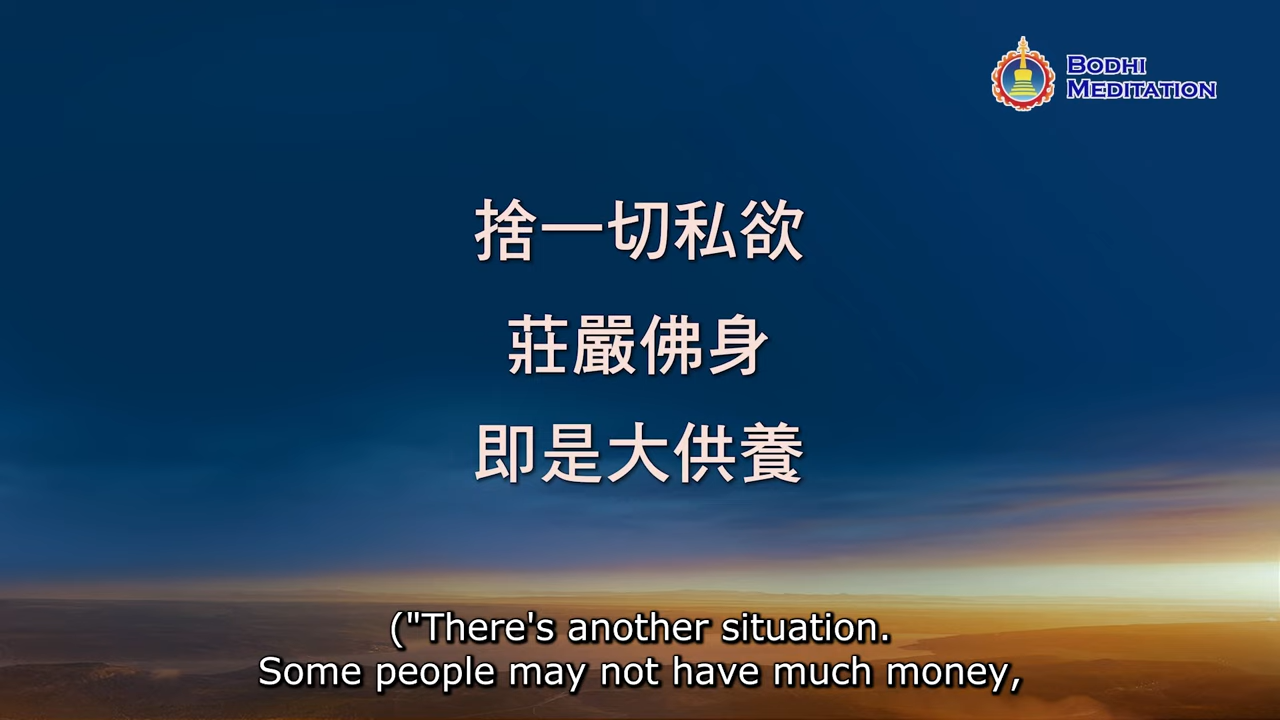 BODHI
MEDITATION
捨一切私欲
莊嚴佛身
即是大供養
("There's another situation.
Some people may not have much money,